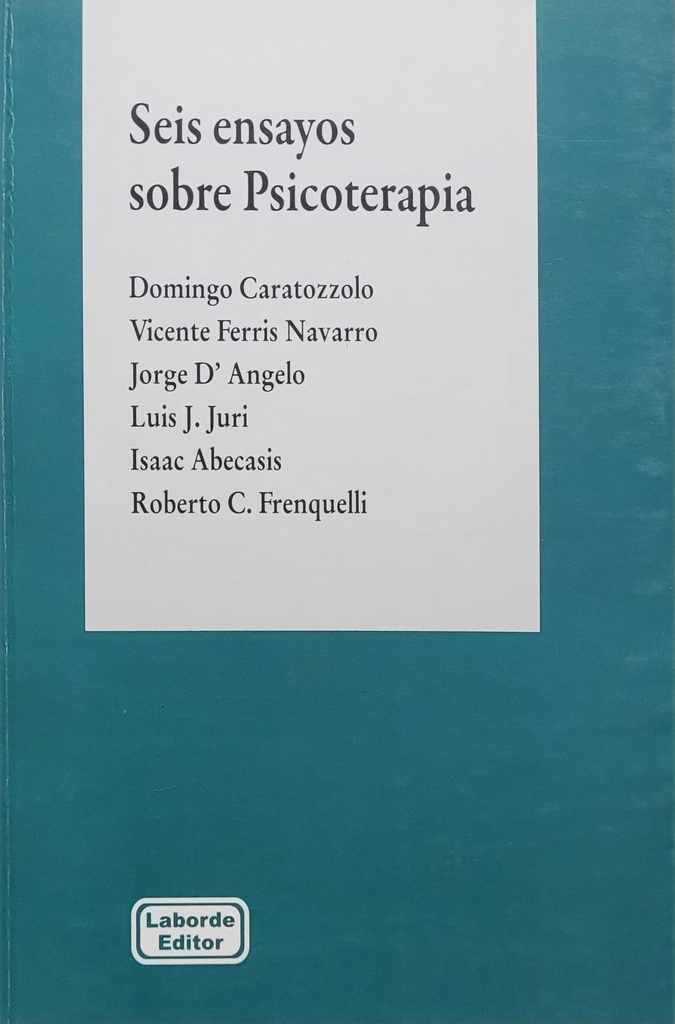 Seis ensayos
sobre Psicoterapia
Domingo Caratozzolo
Vicente Ferris Navarro
Jorge D' Angelo
Luis J. Juri
Isaac Abecasis
Roberto C. Frenquelli
Laborde
Editor